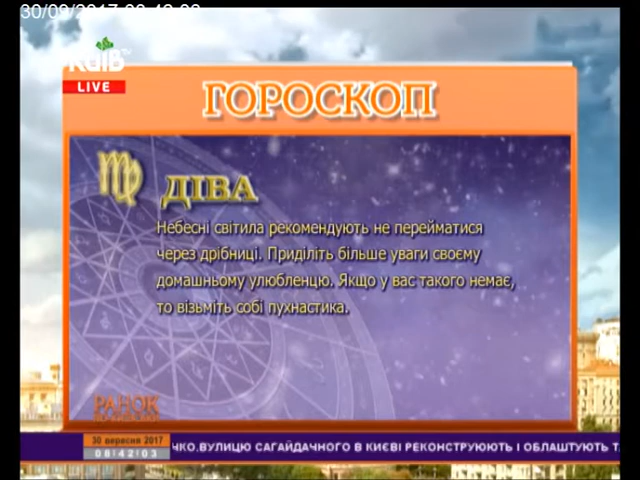 КИЇВ
LIVE
ГОРОСКОП
ДІВА
Небесні світила рекомендують не перейматися
через дрібниці. Приділіть більше уваги своєму
домашньому улюбленцю. Якщо у вас такого немає,
то візьміть собі пухнастика.
РАНОК
30 вересня 2017
08:42:03
ЧКО.ВУЛИЦЮ САГАЙДАЧНОГО В КИЄВІ РЕКОНСТРУЮЮТЬ І ОБЛАШТУЮТЬ